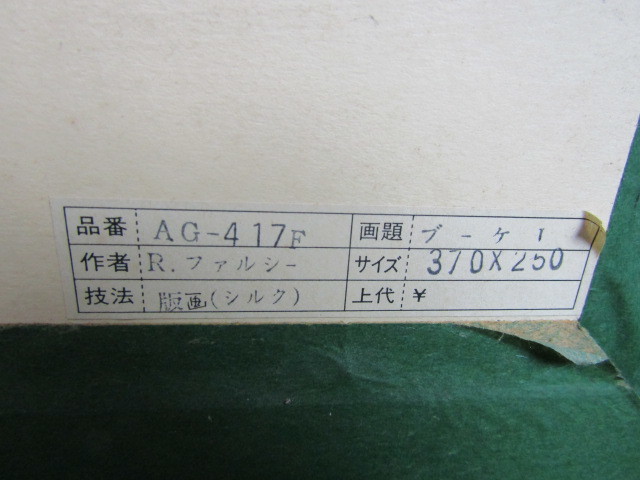 品番 AG-417F 画題 ブーケ I
作者 R.ファルシー サイズ 370X250
技法 版画(シルク) 上代 ¥